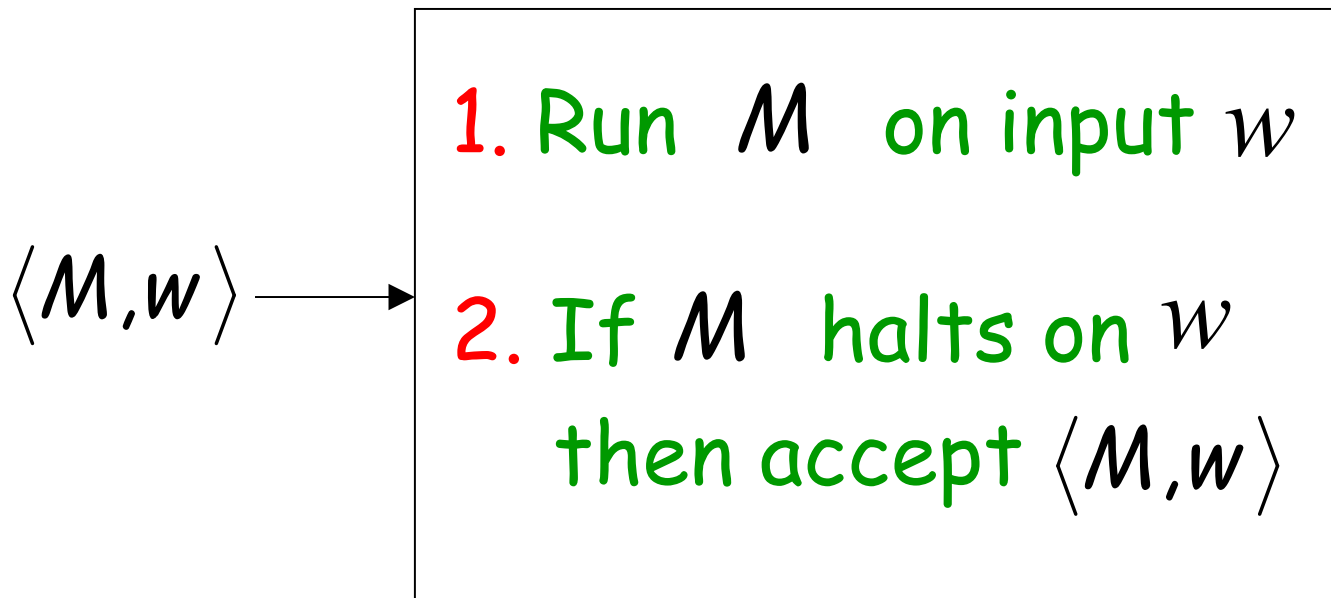 1. Run M on input w
⟨M,w⟩
2. If M halts on w
then accept ⟨M,w⟩